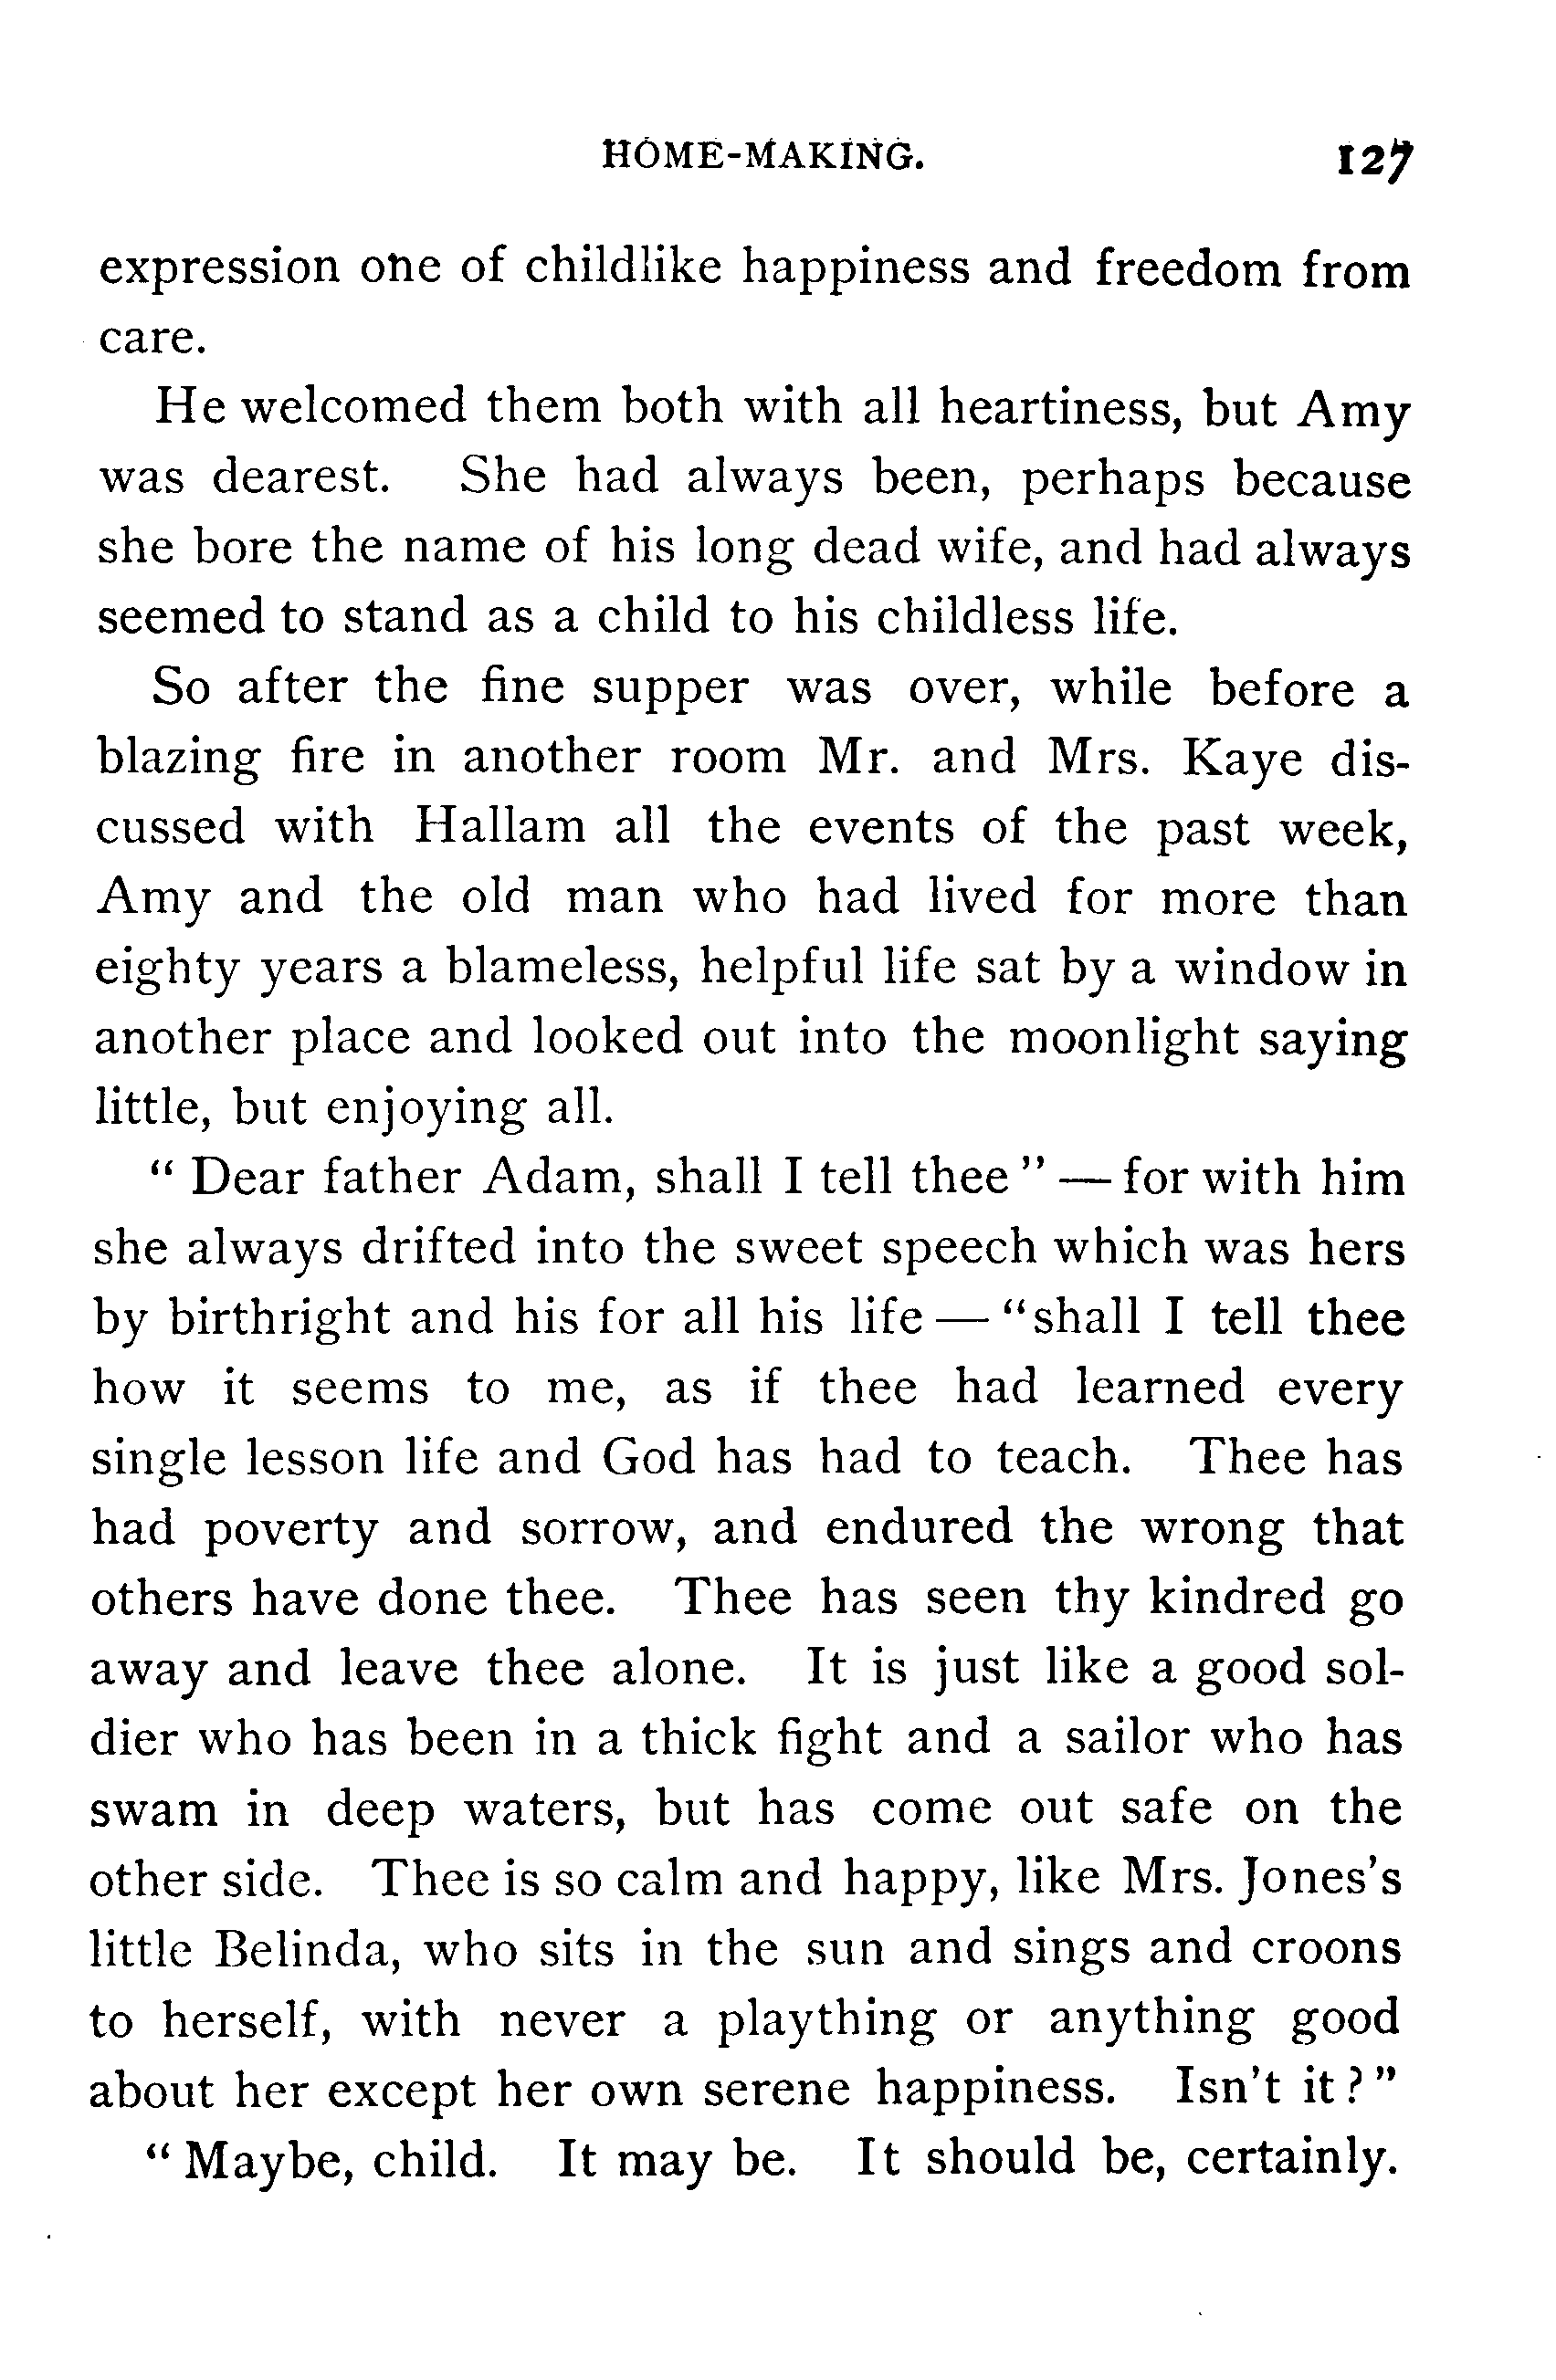 HOME-MAKING. 127
expression one of childlike happiness and freedom from
care.
He welcomed them both with all heartiness, but Amy
was dearest. She had always been, perhaps because
she bore the name of his long dead wife, and had always
seemed to stand as a child to his childless life.
So after the fine supper was over, while before a
blazing fire in another room Mr. and Mrs. Kaye dis-
cussed with Hallam all the events of the past week,
Amy and the old man who had lived for more than
eighty years a blameless, helpful life sat by a window in
another place and looked out into the moonlight saying
little, but enjoying all.
“ Dear father Adam, shall I tell thee ” — for with him
she always drifted into the sweet speech which was hers
by birthright and his for all his life — “shall I tell thee
how it seems to me, as if thee had learned every
single lesson life and God has had to teach. Thee has
had poverty and sorrow, and endured the wrong that
others have done thee. Thee has seen thy kindred go
away and leave thee alone. It is just like a good sol-
dier who has been in a thick fight and a sailor who has
swam in deep waters, but has come out safe on the
other side. Thee is so calm and happy, like Mrs. Jones’s
little Belinda, who sits in the sun and sings and croons
to herself, with never a plaything or anything good
about her except her own serene happiness. Isn’t it ? ”
“ Maybe, child. It may be. It should be, certainly.